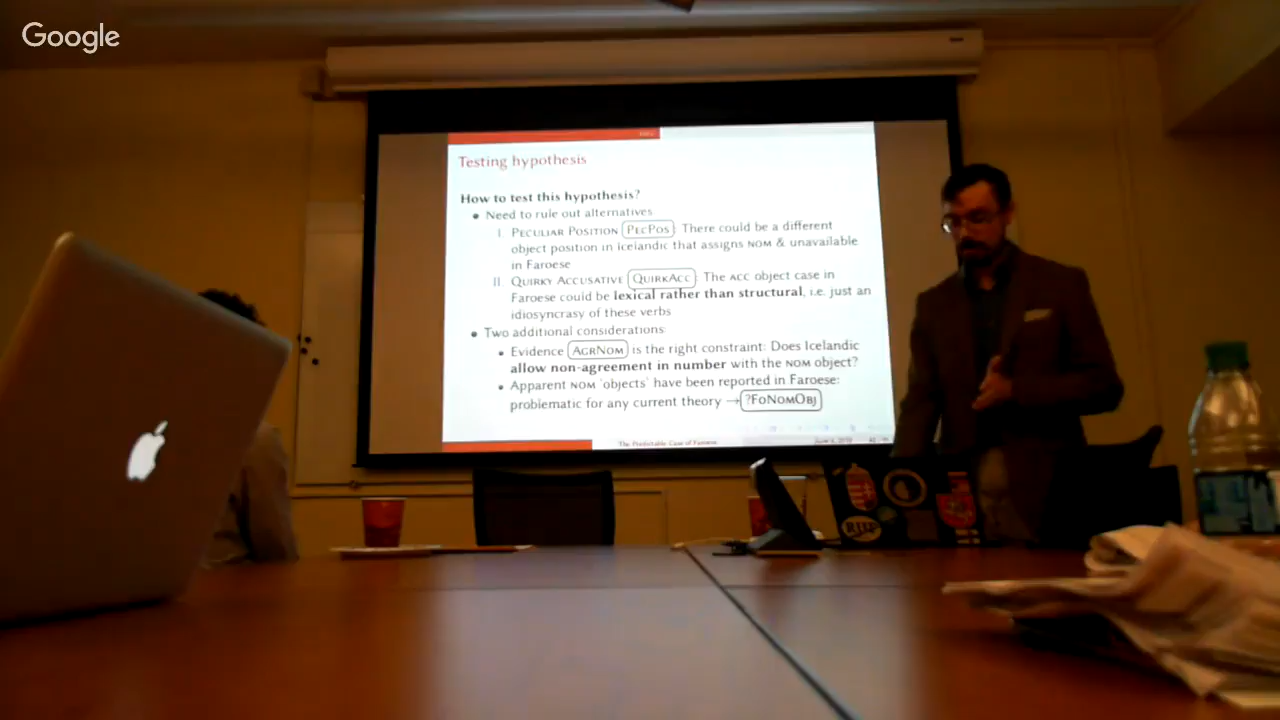 Google
Testing hypothesis
How to test this hypothesis?
• Need to rule out alternatives
I. PECULIAR POSITION PECPOS: There could be a different
object position in Icelandic that assigns NOM & unavailable
in Faroese
II. QUIRKY ACCUSATIVE QUIRKACC: The ACC object case in
Faroese could be lexical rather than structural, i.e. just an
idiosyncrasy of these verbs
• Two additional considerations:
• Evidence AGRNOM is the right constraint: Does Icelandic
allow non-agreement in number with the NOM object?
• Apparent NOM 'objects' have been reported in Faroese:
problematic for any current theory → ?FONOMOBJ
The Predictable Case of Faroese